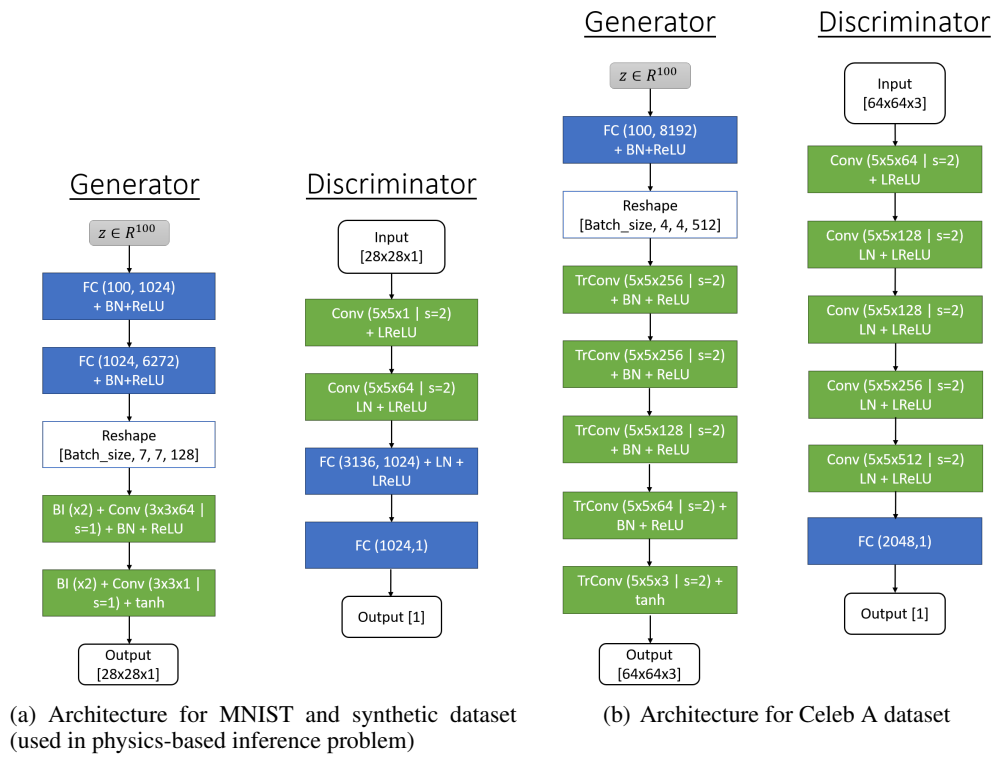 Generator
z ∈ R^100
FC (100, 1024)
+ BN+ReLU
FC (1024, 6272)
+ BN+ReLU
Reshape
[Batch_size, 7, 7, 128]
BI (x2) + Conv (3x3x64 |
s=1) + BN + ReLU
BI (x2) + Conv (3x3x1 |
s=1) + tanh
Output
[28x28x1]
Discriminator
Input
[28x28x1]
Conv (5x5x1 | s=2)
+ LReLU
Conv (5x5x64 | s=2)
LN + LReLU
FC (3136, 1024) + LN +
LReLU
FC (1024,1)
Output [1]
(a) Architecture for MNIST and synthetic dataset
(used in physics-based inference problem)
Generator
z ∈ R^100
FC (100, 8192)
+ BN+ReLU
Reshape
[Batch_size, 4, 4, 512]
TrConv (5x5x256 | s=2)
+ BN + ReLU
TrConv (5x5x256 | s=2)
+ BN + ReLU
TrConv (5x5x128 | s=2)
+ BN + ReLU
TrConv (5x5x64 | s=2) +
BN + ReLU
TrConv (5x5x3 | s=2) +
tanh
Output
[64x64x3]
Discriminator
Input
[64x64x3]
Conv (5x5x64 | s=2)
+ LReLU
Conv (5x5x128 | s=2)
LN + LReLU
Conv (5x5x128 | s=2)
LN + LReLU
Conv (5x5x256 | s=2)
LN + LReLU
Conv (5x5x512 | s=2)
LN + LReLU
FC (2048,1)
Output [1]
(b) Architecture for Celeb A dataset